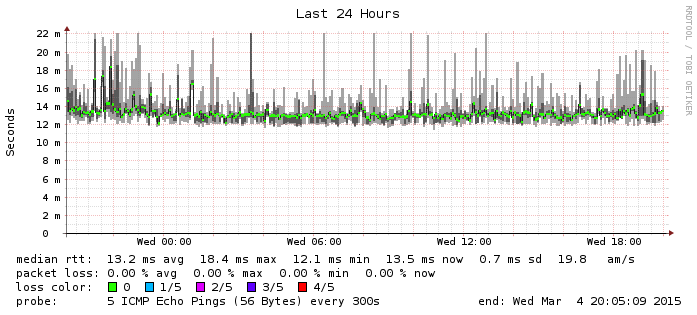 Last 24 Hours
RRDTOOL / TOBI OETIKER
Seconds
22 m
20 m
18 m
16 m
14 m
12 m
10 m
8 m
6 m
4 m
2 m
0
Wed 00:00 Wed 06:00 Wed 12:00 Wed 18:00
median rtt: 13.2 ms avg 18.4 ms max 12.1 ms min 13.5 ms now 0.7 ms sd 19.8 am/s
packet loss: 0.00 % avg 0.00 % max 0.00 % min 0.00 % now
loss color: 0 1/5 2/5 3/5 4/5
probe: 5 ICMP Echo Pings (56 Bytes) every 300s end: Wed Mar 4 20:05:09 2015